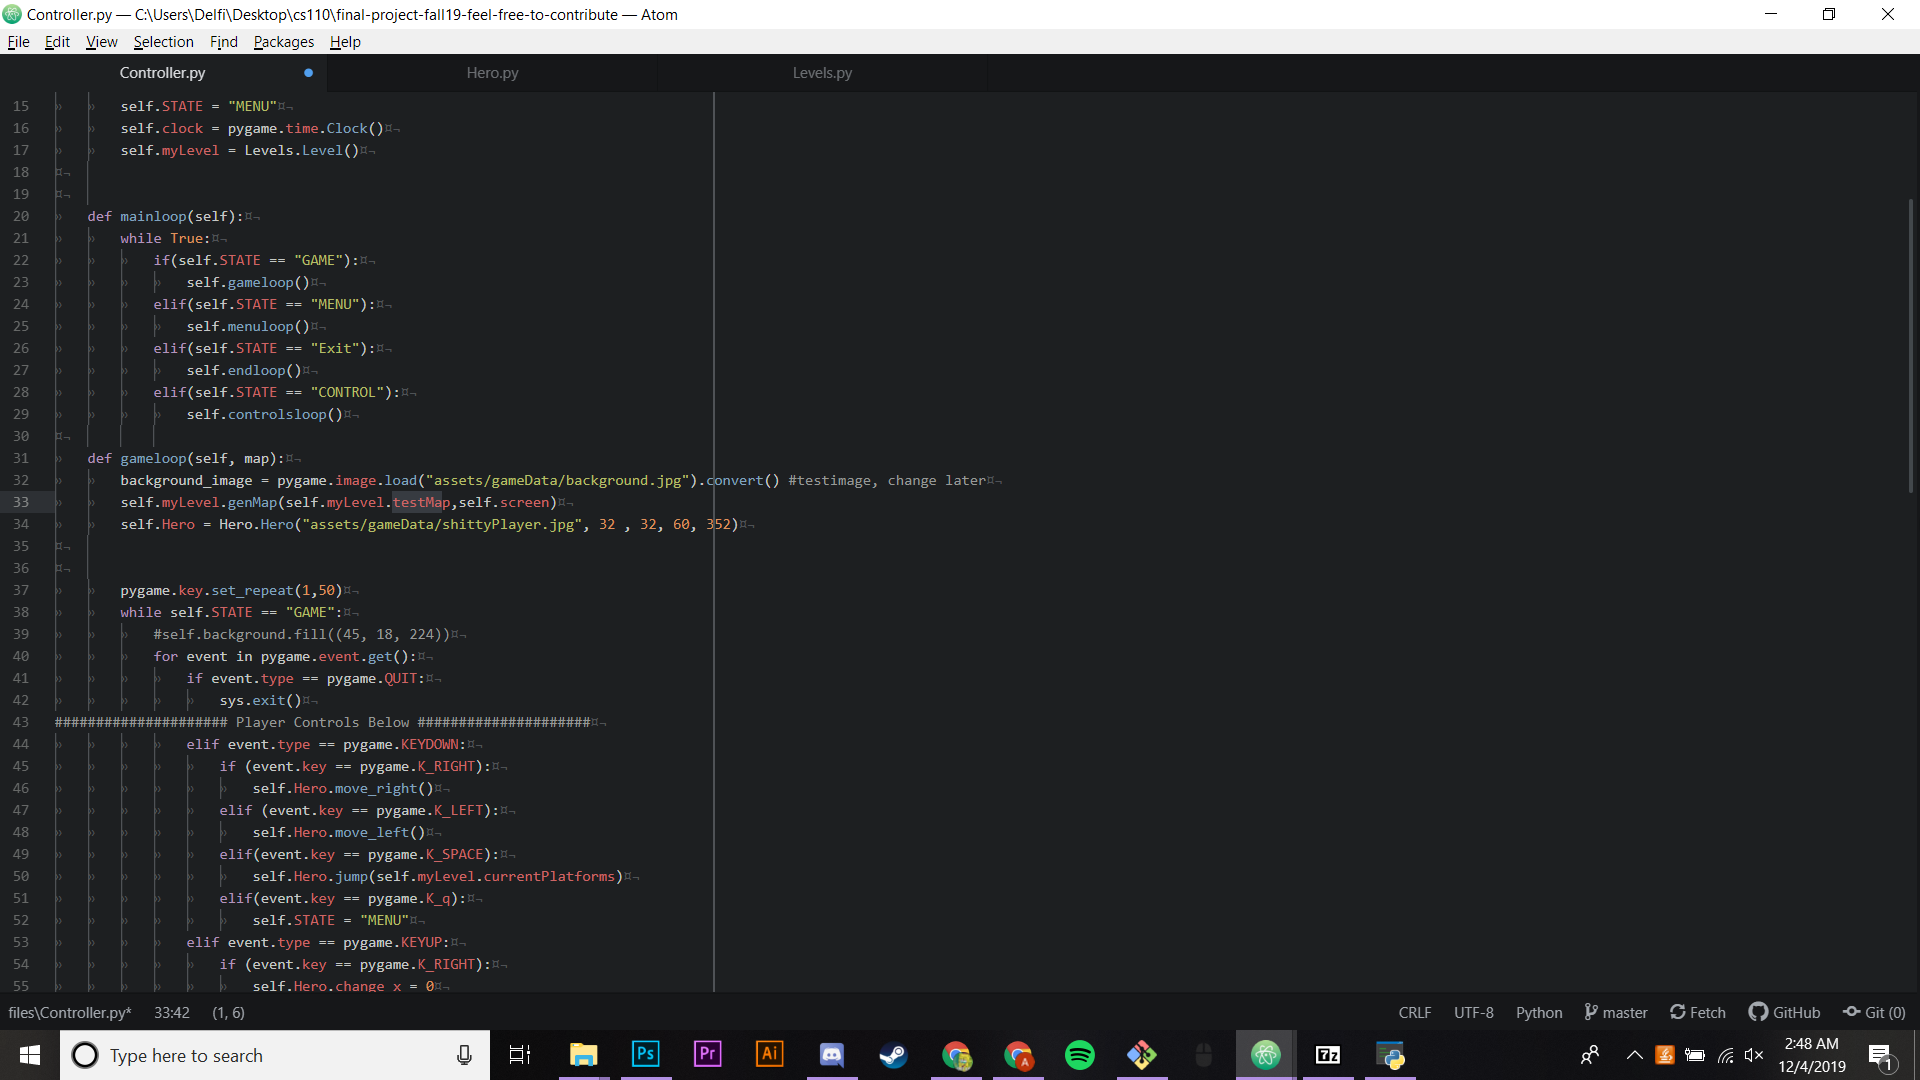 Controller.py — C:\Users\Delfi\Desktop\cs110\final-project-fall19-feel-free-to-contribute — Atom
File Edit View Selection Find Packages Help
Controller.py Hero.py Levels.py
15 self.STATE = "MENU"
16 self.clock = pygame.time.Clock()
17 self.myLevel = Levels.Level()
18
19
20 def mainloop(self):
21 while True:
22 if(self.STATE == "GAME"):
23 self.gameloop()
24 elif(self.STATE == "MENU"):
25 self.menuloop()
26 elif(self.STATE == "Exit"):
27 self.endloop()
28 elif(self.STATE == "CONTROL"):
29 self.controlsloop()
30
31 def gameloop(self, map):
32 background_image = pygame.image.load("assets/gameData/background.jpg").convert() #testimage, change later
33 self.myLevel.genMap(self.myLevel.testMap,self.screen)
34 self.Hero = Hero.Hero("assets/gameData/shittyPlayer.jpg", 32 , 32, 60, 352)
35
36
37 pygame.key.set_repeat(1,50)
38 while self.STATE == "GAME":
39 #self.background.fill((45, 18, 224))
40 for event in pygame.event.get():
41 if event.type == pygame.QUIT:
42 sys.exit()
43 ##################### Player Controls Below #####################
44 elif event.type == pygame.KEYDOWN:
45 if (event.key == pygame.K_RIGHT):
46 self.Hero.move_right()
47 elif (event.key == pygame.K_LEFT):
48 self.Hero.move_left()
49 elif(event.key == pygame.K_SPACE):
50 self.Hero.jump(self.myLevel.currentPlatforms)
51 elif(event.key == pygame.K_q):
52 self.STATE = "MENU"
53 elif event.type == pygame.KEYUP:
54 if (event.key == pygame.K_RIGHT):
55 self.Hero.change_x = 0
files\Controller.py* 33:42 (1, 6) CRLF UTF-8 Python master Fetch GitHub Git (0)
Type here to search
Ps Pr Ai 7z
2:48 AM
12/4/2019
1